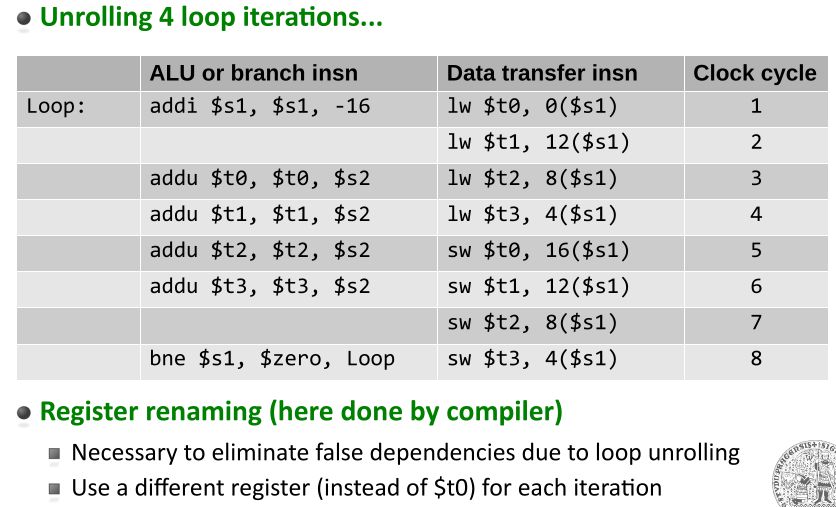 Unrolling 4 loop iterations...
ALU or branch insn Data transfer insn Clock cycle
Loop: addi $s1, $s1, -16 lw $t0, 0($s1) 1
lw $t1, 12($s1) 2
addu $t0, $t0, $s2 lw $t2, 8($s1) 3
addu $t1, $t1, $s2 lw $t3, 4($s1) 4
addu $t2, $t2, $s2 sw $t0, 16($s1) 5
addu $t3, $t3, $s2 sw $t1, 12($s1) 6
sw $t2, 8($s1) 7
bne $s1, $zero, Loop sw $t3, 4($s1) 8
Register renaming (here done by compiler)
Necessary to eliminate false dependencies due to loop unrolling
Use a different register (instead of $t0) for each iteration